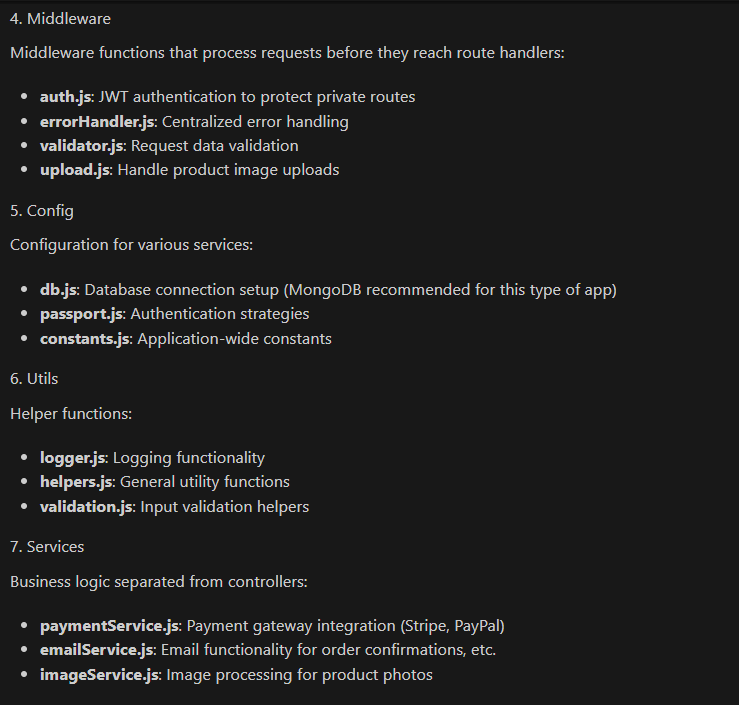 4. Middleware
Middleware functions that process requests before they reach route handlers:
• auth.js: JWT authentication to protect private routes
• errorHandler.js: Centralized error handling
• validator.js: Request data validation
• upload.js: Handle product image uploads
5. Config
Configuration for various services:
• db.js: Database connection setup (MongoDB recommended for this type of app)
• passport.js: Authentication strategies
• constants.js: Application-wide constants
6. Utils
Helper functions:
• logger.js: Logging functionality
• helpers.js: General utility functions
• validation.js: Input validation helpers
7. Services
Business logic separated from controllers:
• paymentService.js: Payment gateway integration (Stripe, PayPal)
• emailService.js: Email functionality for order confirmations, etc.
• imageService.js: Image processing for product photos